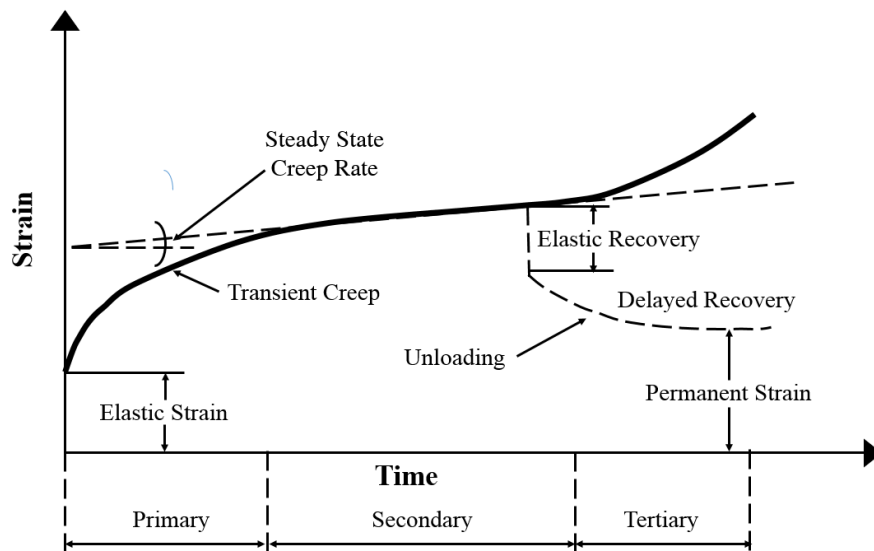 Steady State
Creep Rate
Strain
Elastic Recovery
Transient Creep
Delayed Recovery
Unloading
Permanent Strain
Elastic Strain
Time
Primary
Secondary
Tertiary